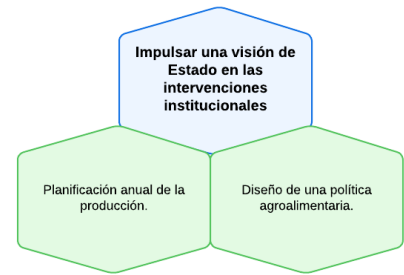 Impulsar una visión de
Estado en las
intervenciones
institucionales
Planificación anual de la
producción.
Diseño de una política
agroalimentaria.